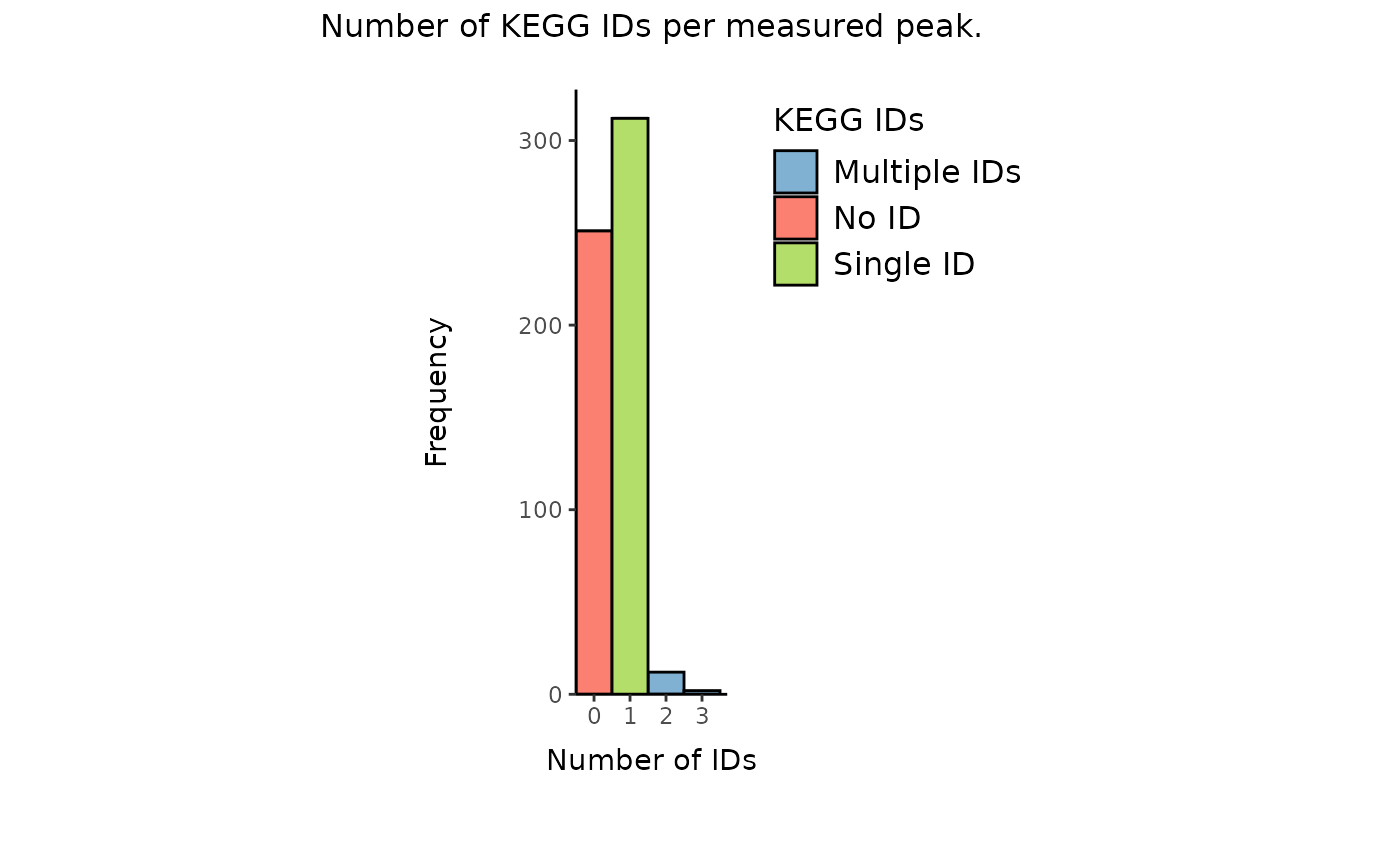 Number of KEGG IDs per measured peak.
KEGG IDs
Multiple IDs
No ID
Single ID
Frequency
300
200
100
0
0 1 2 3
Number of IDs